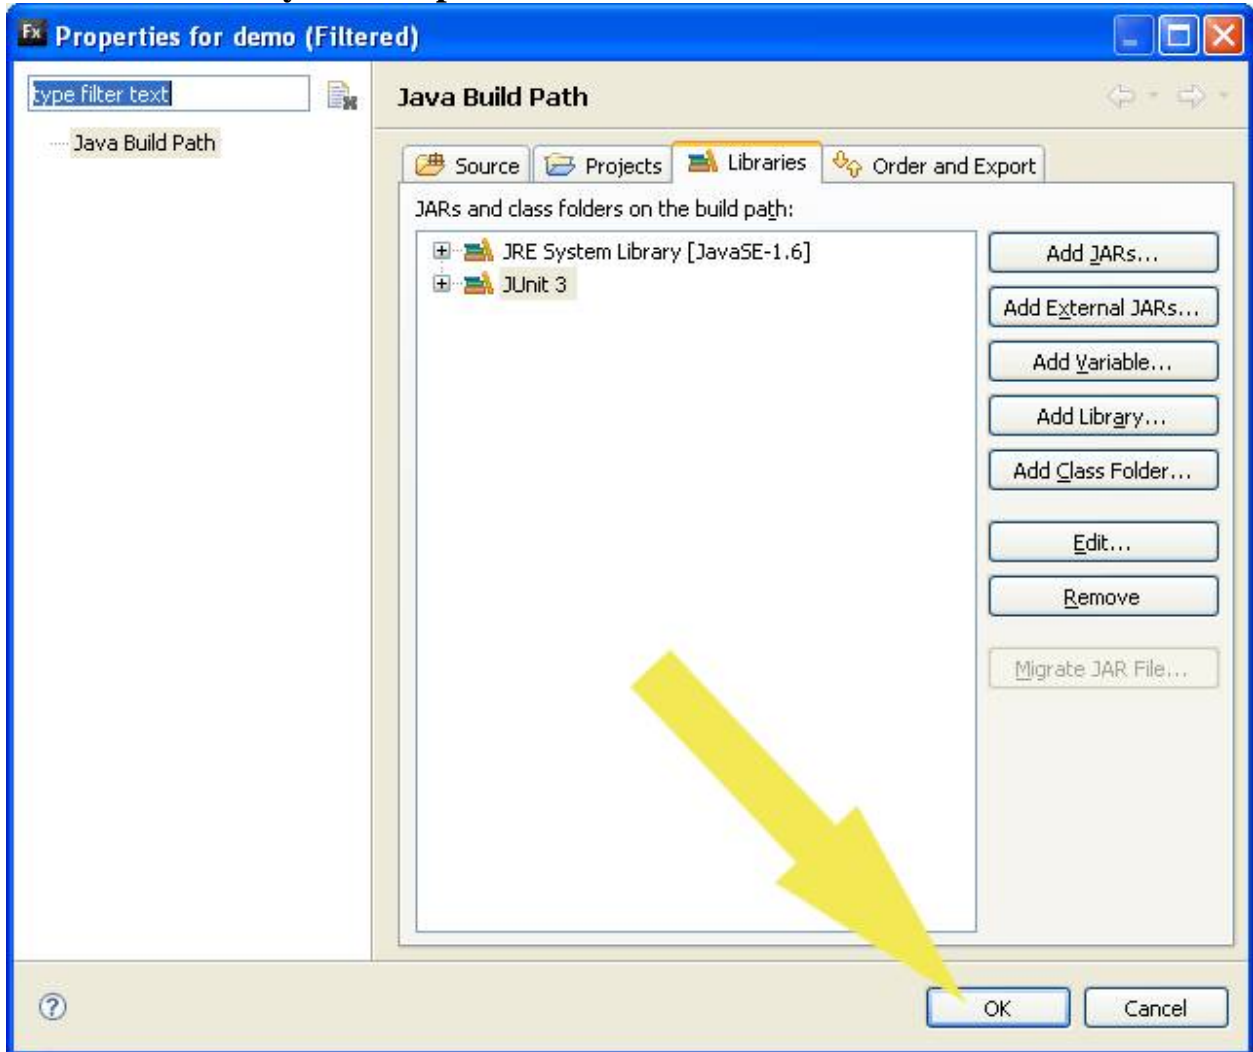 Fx Properties for demo (Filtered)
type filter text
Java Build Path
Java Build Path
Source Projects Libraries Order and Export
JARs and class folders on the build path:
JRE System Library [JavaSE-1.6]
JUnit 3
Add JARs...
Add External JARs...
Add Variable...
Add Library...
Add Class Folder...
Edit...
Remove
Migrate JAR File...
?
OK Cancel